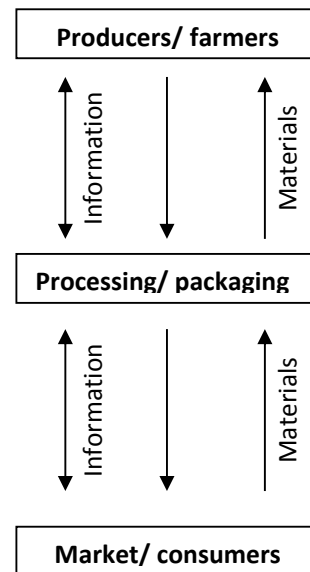 Producers/ farmers
Information
Materials
Processing/ packaging
Information
Materials
Market/ consumers